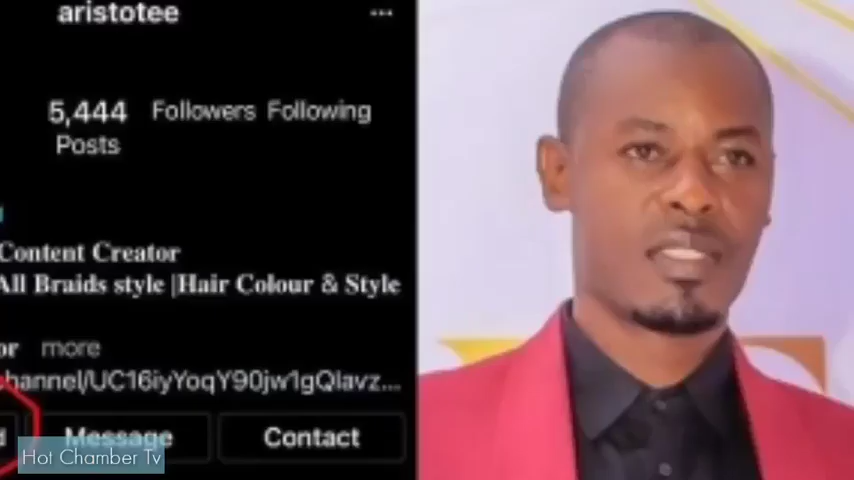 aristotee
5,444 Followers Following
Posts
Content Creator
All Braids style |Hair Colour & Style
more
channel/UC16iyYoqY90jw1gQlavz...
Message
Contact
Hot Chamber Tv